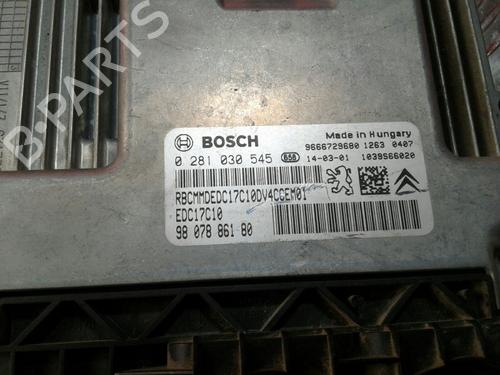 B-PARTS
BOSCH
Made in Hungary
9666729680 1263 0407
0 281 030 545 858 14-03-01 1039S66020
RBCMMDEDC17C10DV4CCEM01
EDC17C10
98 078 861 80